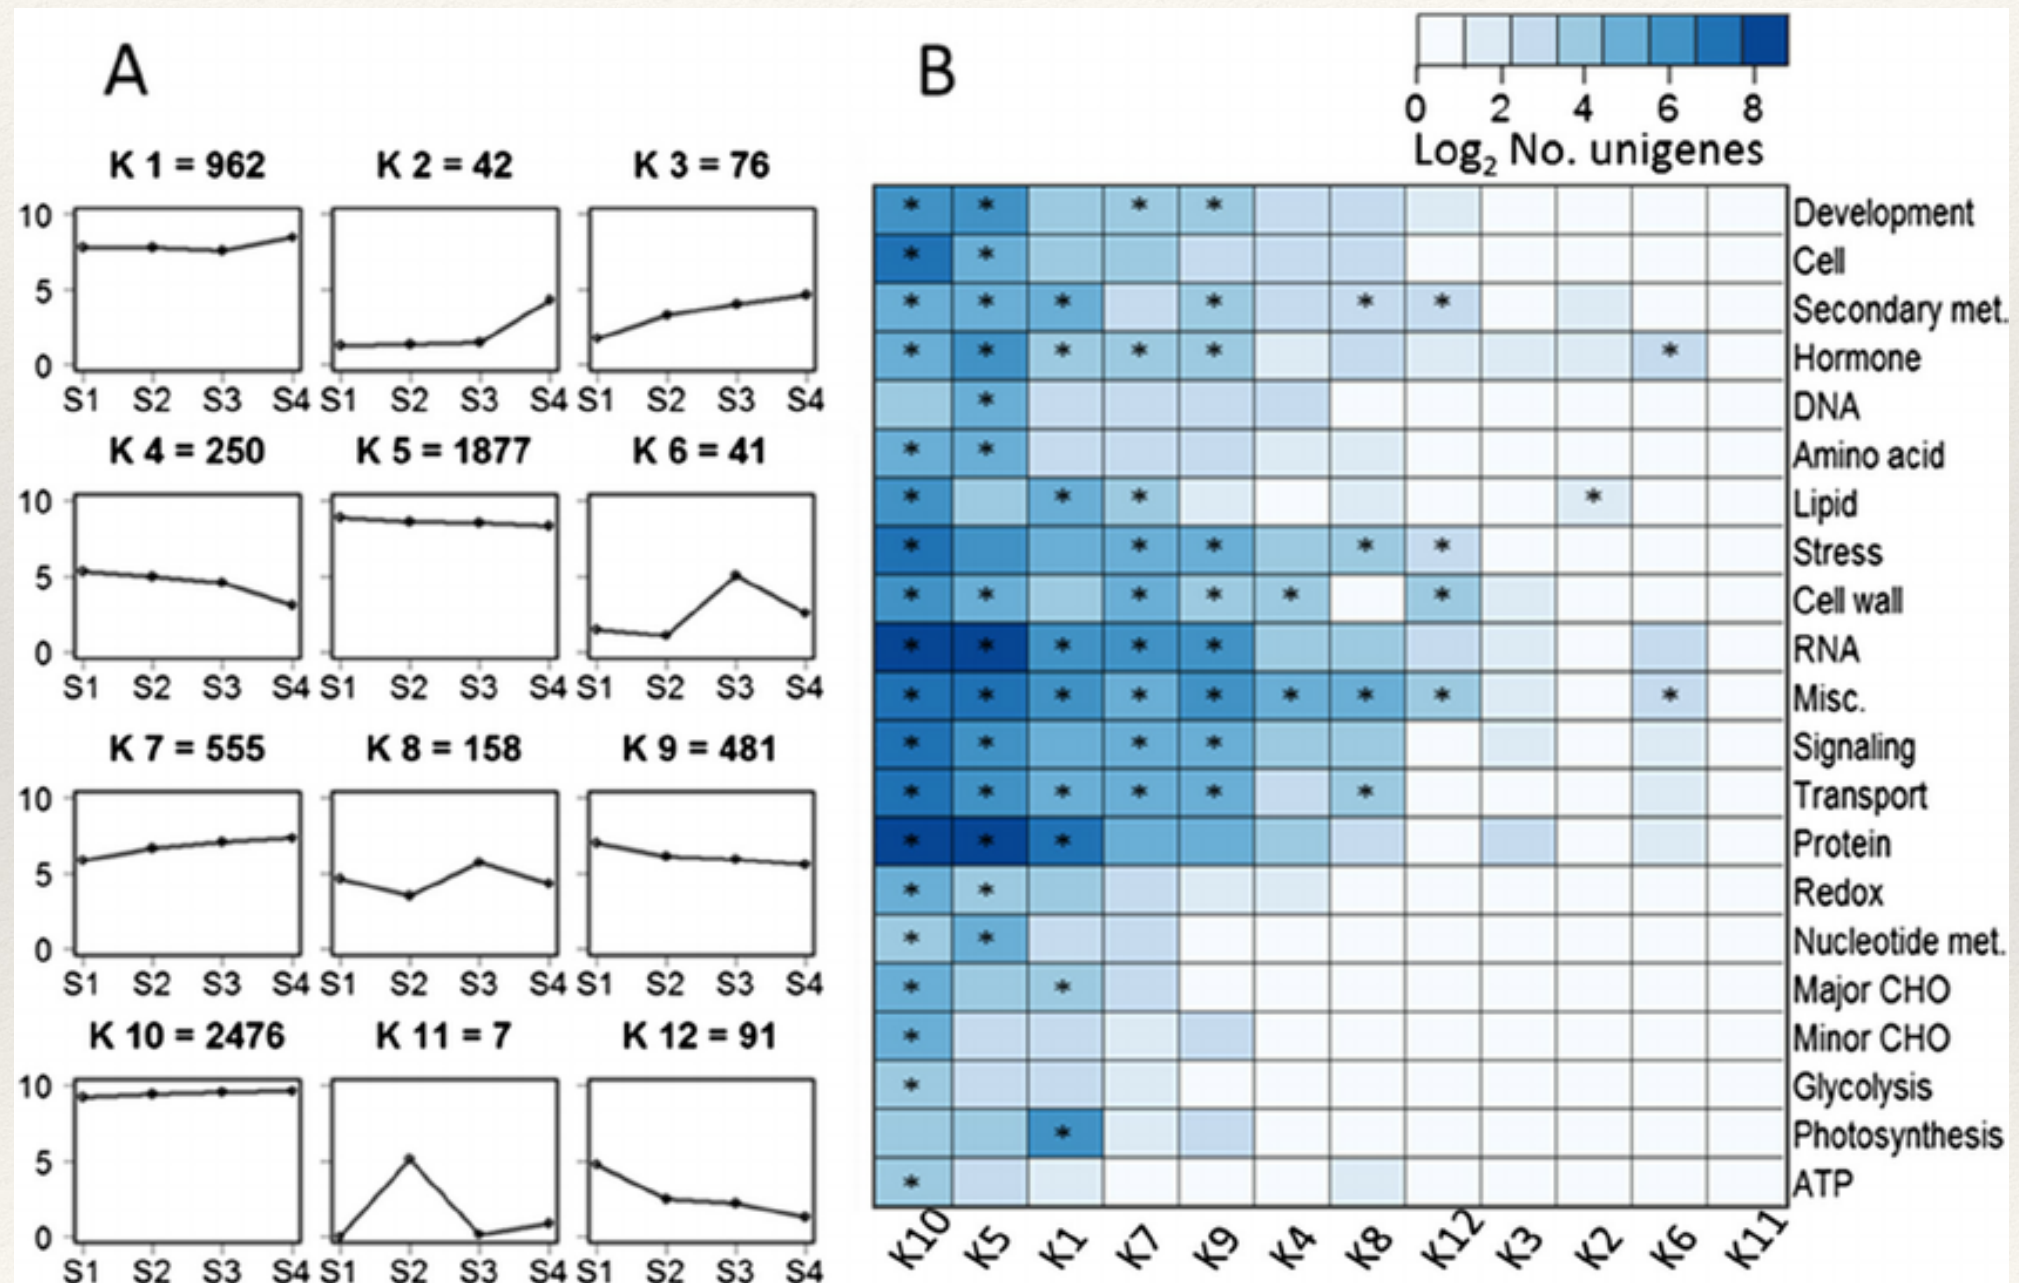 A
K 1 = 962 K 2 = 42 K 3 = 76
10
5
0
S1 S2 S3 S4 S1 S2 S3 S4 S1 S2 S3 S4
K 4 = 250 K 5 = 1877 K 6 = 41
10
5
0
S1 S2 S3 S4 S1 S2 S3 S4 S1 S2 S3 S4
K 7 = 555 K 8 = 158 K 9 = 481
10
5
0
S1 S2 S3 S4 S1 S2 S3 S4 S1 S2 S3 S4
K 10 = 2476 K 11 = 7 K 12 = 91
10
5
0
S1 S2 S3 S4 S1 S2 S3 S4 S1 S2 S3 S4
B
0 2 4 6 8
Log₂ No. unigenes
* * * * Development
* * Cell
* * * * * * Secondary met.
* * * * * * Hormone
* DNA
* * Amino acid
* * * * Lipid
* * * * * Stress
* * * * * * Cell wall
* * * * * RNA
* * * * * * * * * Misc.
* * * * Signaling
* * * * * * Transport
* * * Protein
* * Redox
* * Nucleotide met.
* * Major CHO
* Minor CHO
* Glycolysis
* Photosynthesis
* ATP
K10 K5 K1 K7 K9 K4 K8 K12 K3 K2 K6 K11